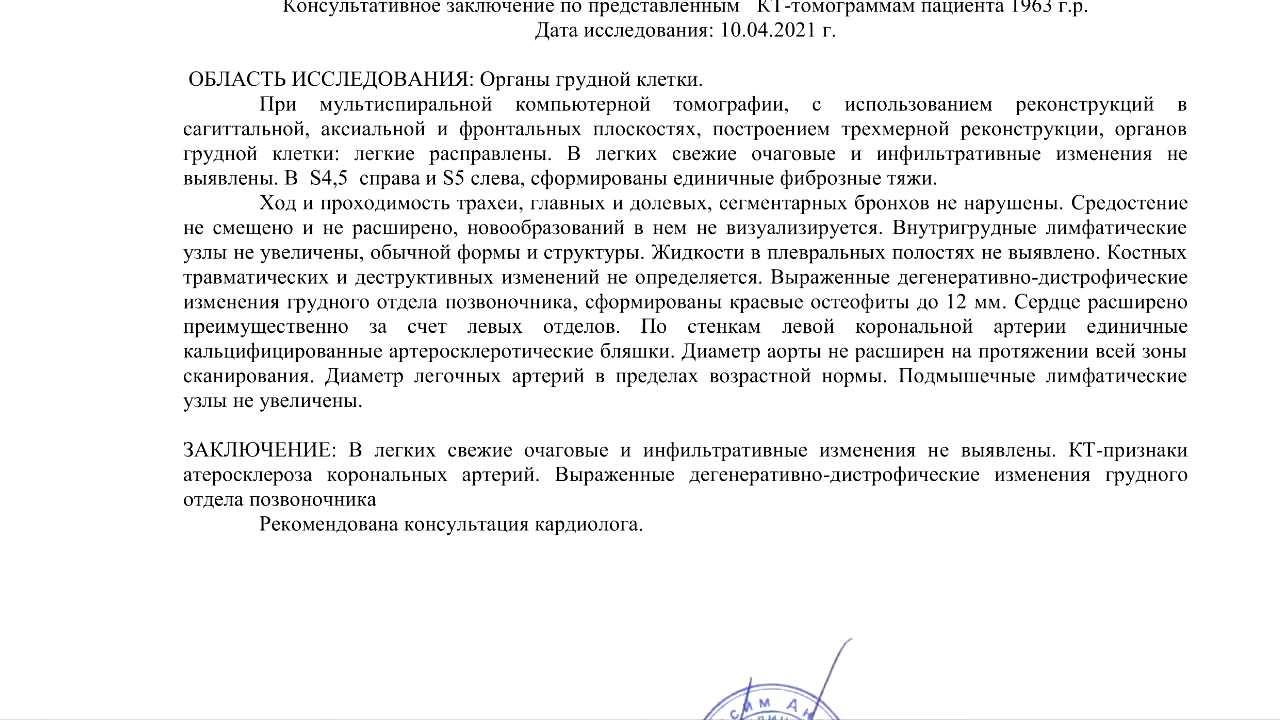 Консультативное заключение по представленным КТ-томограммам пациента 1963 г.р.
Дата исследования: 10.04.2021 г.
ОБЛАСТЬ ИССЛЕДОВАНИЯ: Органы грудной клетки.
При мультиспиральной компьютерной томографии, с использованием реконструкций в
сагиттальной, аксиальной и фронтальных плоскостях, построением трехмерной реконструкции, органов
грудной клетки: легкие расправлены. В легких свежие очаговые и инфильтративные изменения не
выявлены. В S4,5 справа и S5 слева, сформированы единичные фиброзные тяжи.
Ход и проходимость трахеи, главных и долевых, сегментарных бронхов не нарушены. Средостение
не смещено и не расширено, новообразований в нем не визуализируется. Внутригрудные лимфатические
узлы не увеличены, обычной формы и структуры. Жидкости в плевральных полостях не выявлено. Костных
травматических и деструктивных изменений не определяется. Выраженные дегенеративно-дистрофические
изменения грудного отдела позвоночника, сформированы краевые остеофиты до 12 мм. Сердце расширено
преимущественно за счет левых отделов. По стенкам левой корональной артерии единичные
кальцифицированные артеросклеротические бляшки. Диаметр аорты не расширен на протяжении всей зоны
сканирования. Диаметр легочных артерий в пределах возрастной нормы. Подмышечные лимфатические
узлы не увеличены.
ЗАКЛЮЧЕНИЕ: В легких свежие очаговые и инфильтративные изменения не выявлены. КТ-признаки
атеросклероза корональных артерий. Выраженные дегенеративно-дистрофические изменения грудного
отдела позвоночника
Рекомендована консультация кардиолога.